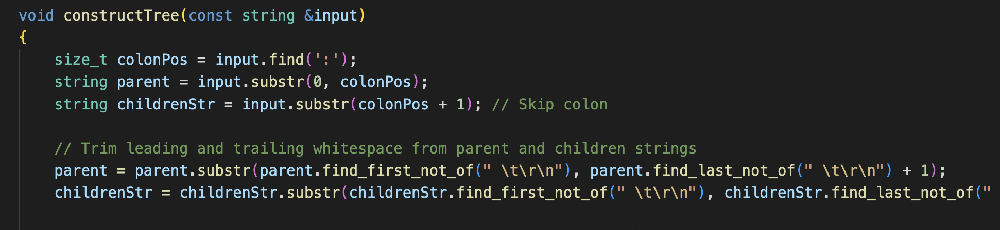 void constructTree(const string &input)
{
size_t colonPos = input.find(':');
string parent = input.substr(0, colonPos);
string childrenStr = input.substr(colonPos + 1); // Skip colon
// Trim leading and trailing whitespace from parent and children strings
parent = parent.substr(parent.find_first_not_of(" \t\r\n"), parent.find_last_not_of(" \t\r\n") + 1);
childrenStr = childrenStr.substr(childrenStr.find_first_not_of(" \t\r\n"), childrenStr.find_last_not_of("